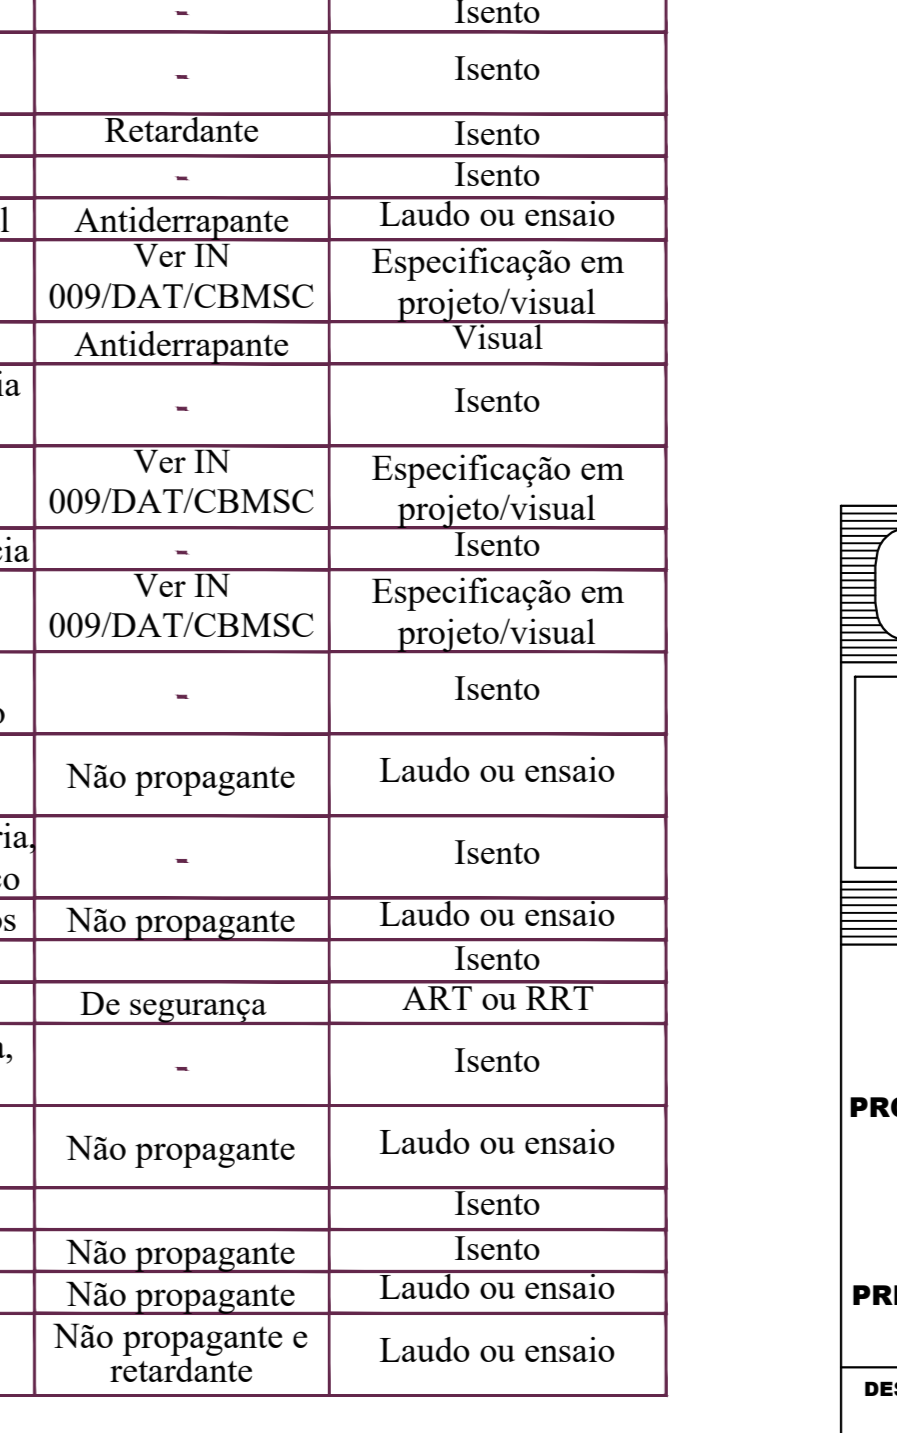 - Isento
- Isento
Retardante Isento
- Isento
Antiderrapante Laudo ou ensaio
Ver IN
009/DAT/CBMSC
Especificação em
projeto/visual
Antiderrapante Visual
- Isento
Ver IN
009/DAT/CBMSC
Especificação em
projeto/visual
- Isento
Ver IN
009/DAT/CBMSC
Especificação em
projeto/visual
- Isento
Não propagante Laudo ou ensaio
- Isento
Não propagante Laudo ou ensaio
Isento
De segurança ART ou RRT
- Isento
Não propagante Laudo ou ensaio
Isento
Não propagante Isento
Não propagante Laudo ou ensaio
Não propagante e
retardante
Laudo ou ensaio